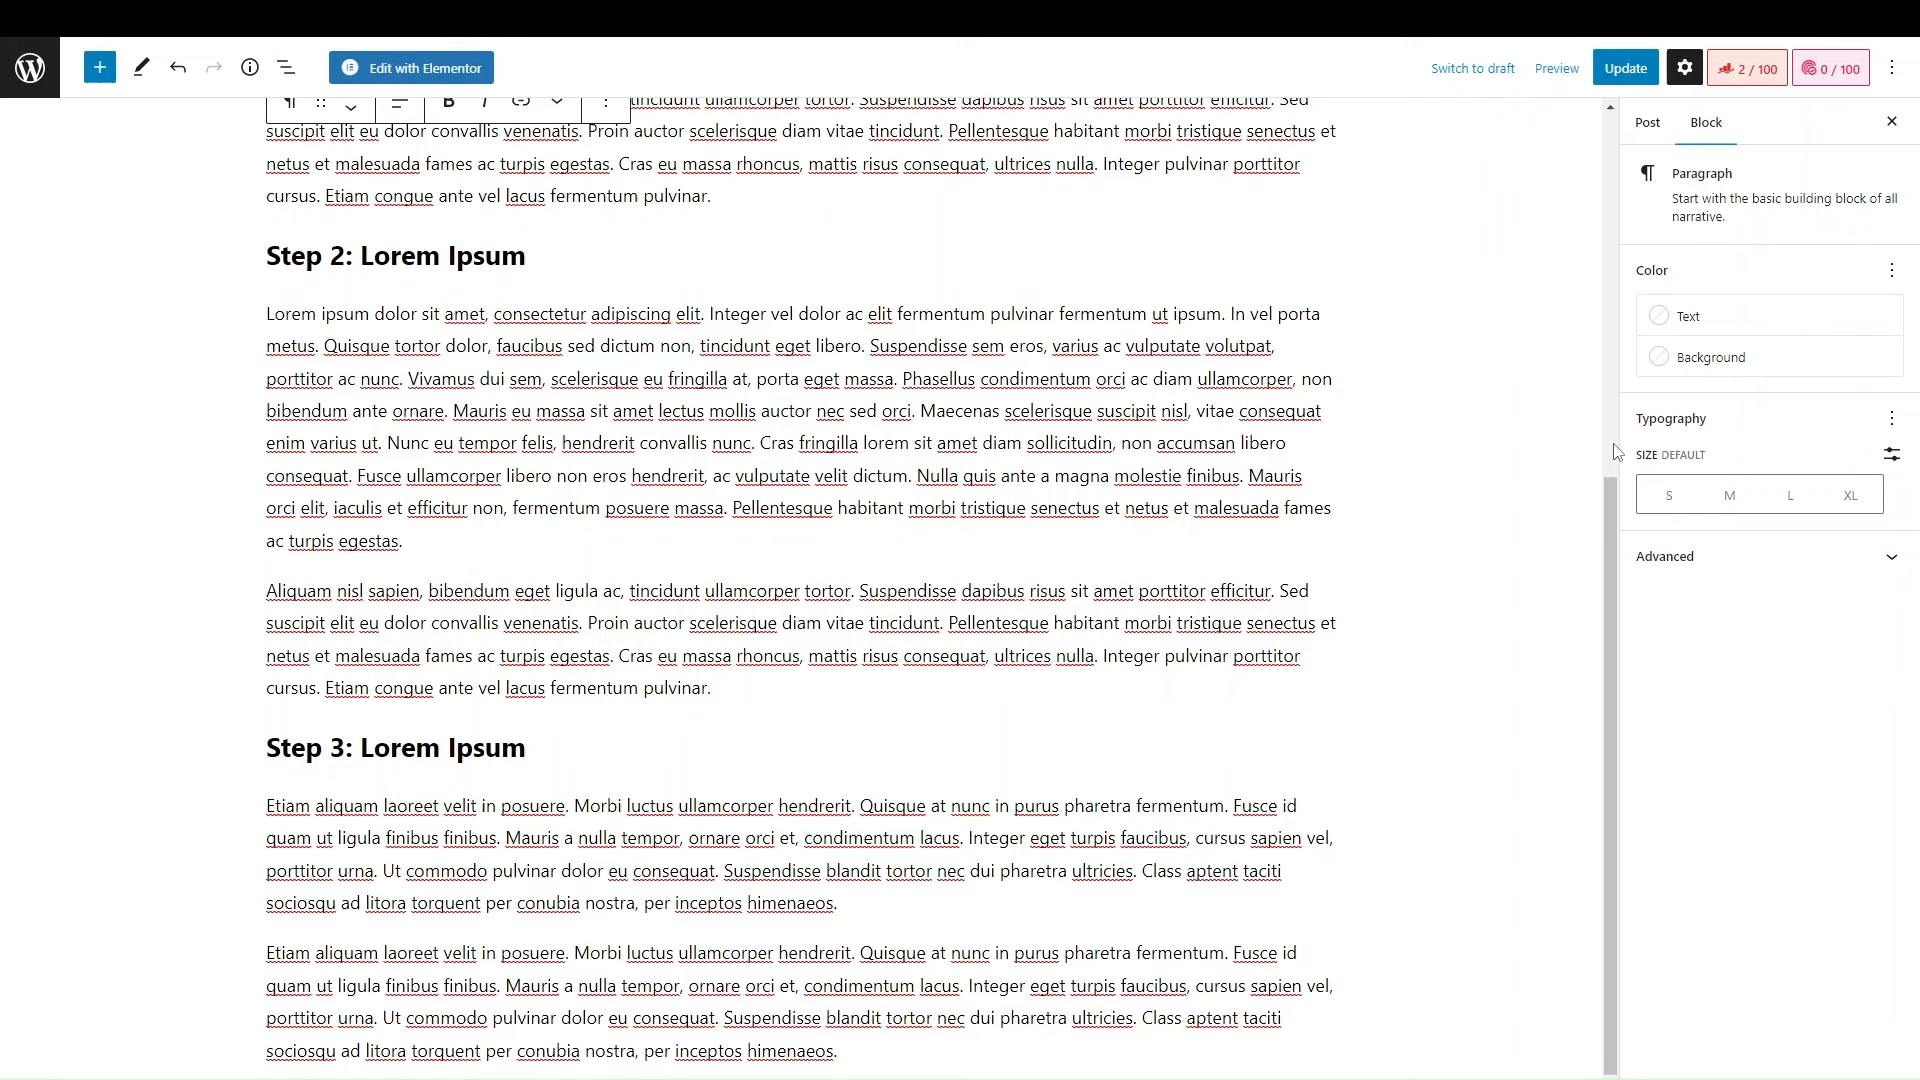 Edit with Elementor
Switch to draft
Preview
Update
2 / 100
0 / 100
tincidunt ullamcorper tortor. Suspendisse dapibus risus sit amet porttitor efficitur. Sed
suscipit elit eu dolor convallis venenatis. Proin auctor scelerisque diam vitae tincidunt. Pellentesque habitant morbi tristique senectus et
netus et malesuada fames ac turpis egestas. Cras eu massa rhoncus, mattis risus consequat, ultrices nulla. Integer pulvinar porttitor
cursus. Etiam congue ante vel lacus fermentum pulvinar.
Step 2: Lorem Ipsum
Lorem ipsum dolor sit amet, consectetur adipiscing elit. Integer vel dolor ac elit fermentum pulvinar fermentum ut ipsum. In vel porta
metus. Quisque tortor dolor, faucibus sed dictum non, tincidunt eget libero. Suspendisse sem eros, varius ac vulputate volutpat,
porttitor ac nunc. Vivamus dui sem, scelerisque eu fringilla at, porta eget massa. Phasellus condimentum orci ac diam ullamcorper, non
bibendum ante ornare. Mauris eu massa sit amet lectus mollis auctor nec sed orci. Maecenas scelerisque suscipit nisl, vitae consequat
enim varius ut. Nunc eu tempor felis, hendrerit convallis nunc. Cras fringilla lorem sit amet diam sollicitudin, non accumsan libero
consequat. Fusce ullamcorper libero non eros hendrerit, ac vulputate velit dictum. Nulla quis ante a magna molestie finibus. Mauris
orci elit, iaculis et efficitur non, fermentum posuere massa. Pellentesque habitant morbi tristique senectus et netus et malesuada fames
ac turpis egestas.
Aliquam nisl sapien, bibendum eget ligula ac, tincidunt ullamcorper tortor. Suspendisse dapibus risus sit amet porttitor efficitur. Sed
suscipit elit eu dolor convallis venenatis. Proin auctor scelerisque diam vitae tincidunt. Pellentesque habitant morbi tristique senectus et
netus et malesuada fames ac turpis egestas. Cras eu massa rhoncus, mattis risus consequat, ultrices nulla. Integer pulvinar porttitor
cursus. Etiam congue ante vel lacus fermentum pulvinar.
Step 3: Lorem Ipsum
Etiam aliquam laoreet velit in posuere. Morbi luctus ullamcorper hendrerit. Quisque at nunc in purus pharetra fermentum. Fusce id
quam ut ligula finibus finibus. Mauris a nulla tempor, ornare orci et, condimentum lacus. Integer eget turpis faucibus, cursus sapien vel,
porttitor urna. Ut commodo pulvinar dolor eu consequat. Suspendisse blandit tortor nec dui pharetra ultricies. Class aptent taciti
sociosqu ad litora torquent per conubia nostra, per inceptos himenaeos.
Etiam aliquam laoreet velit in posuere. Morbi luctus ullamcorper hendrerit. Quisque at nunc in purus pharetra fermentum. Fusce id
quam ut ligula finibus finibus. Mauris a nulla tempor, ornare orci et, condimentum lacus. Integer eget turpis faucibus, cursus sapien vel,
porttitor urna. Ut commodo pulvinar dolor eu consequat. Suspendisse blandit tortor nec dui pharetra ultricies. Class aptent taciti
sociosqu ad litora torquent per conubia nostra, per inceptos himenaeos.
Post
Block
Paragraph
Start with the basic building block of all
narrative.
Color
Text
Background
Typography
SIZE DEFAULT
S M L XL
Advanced